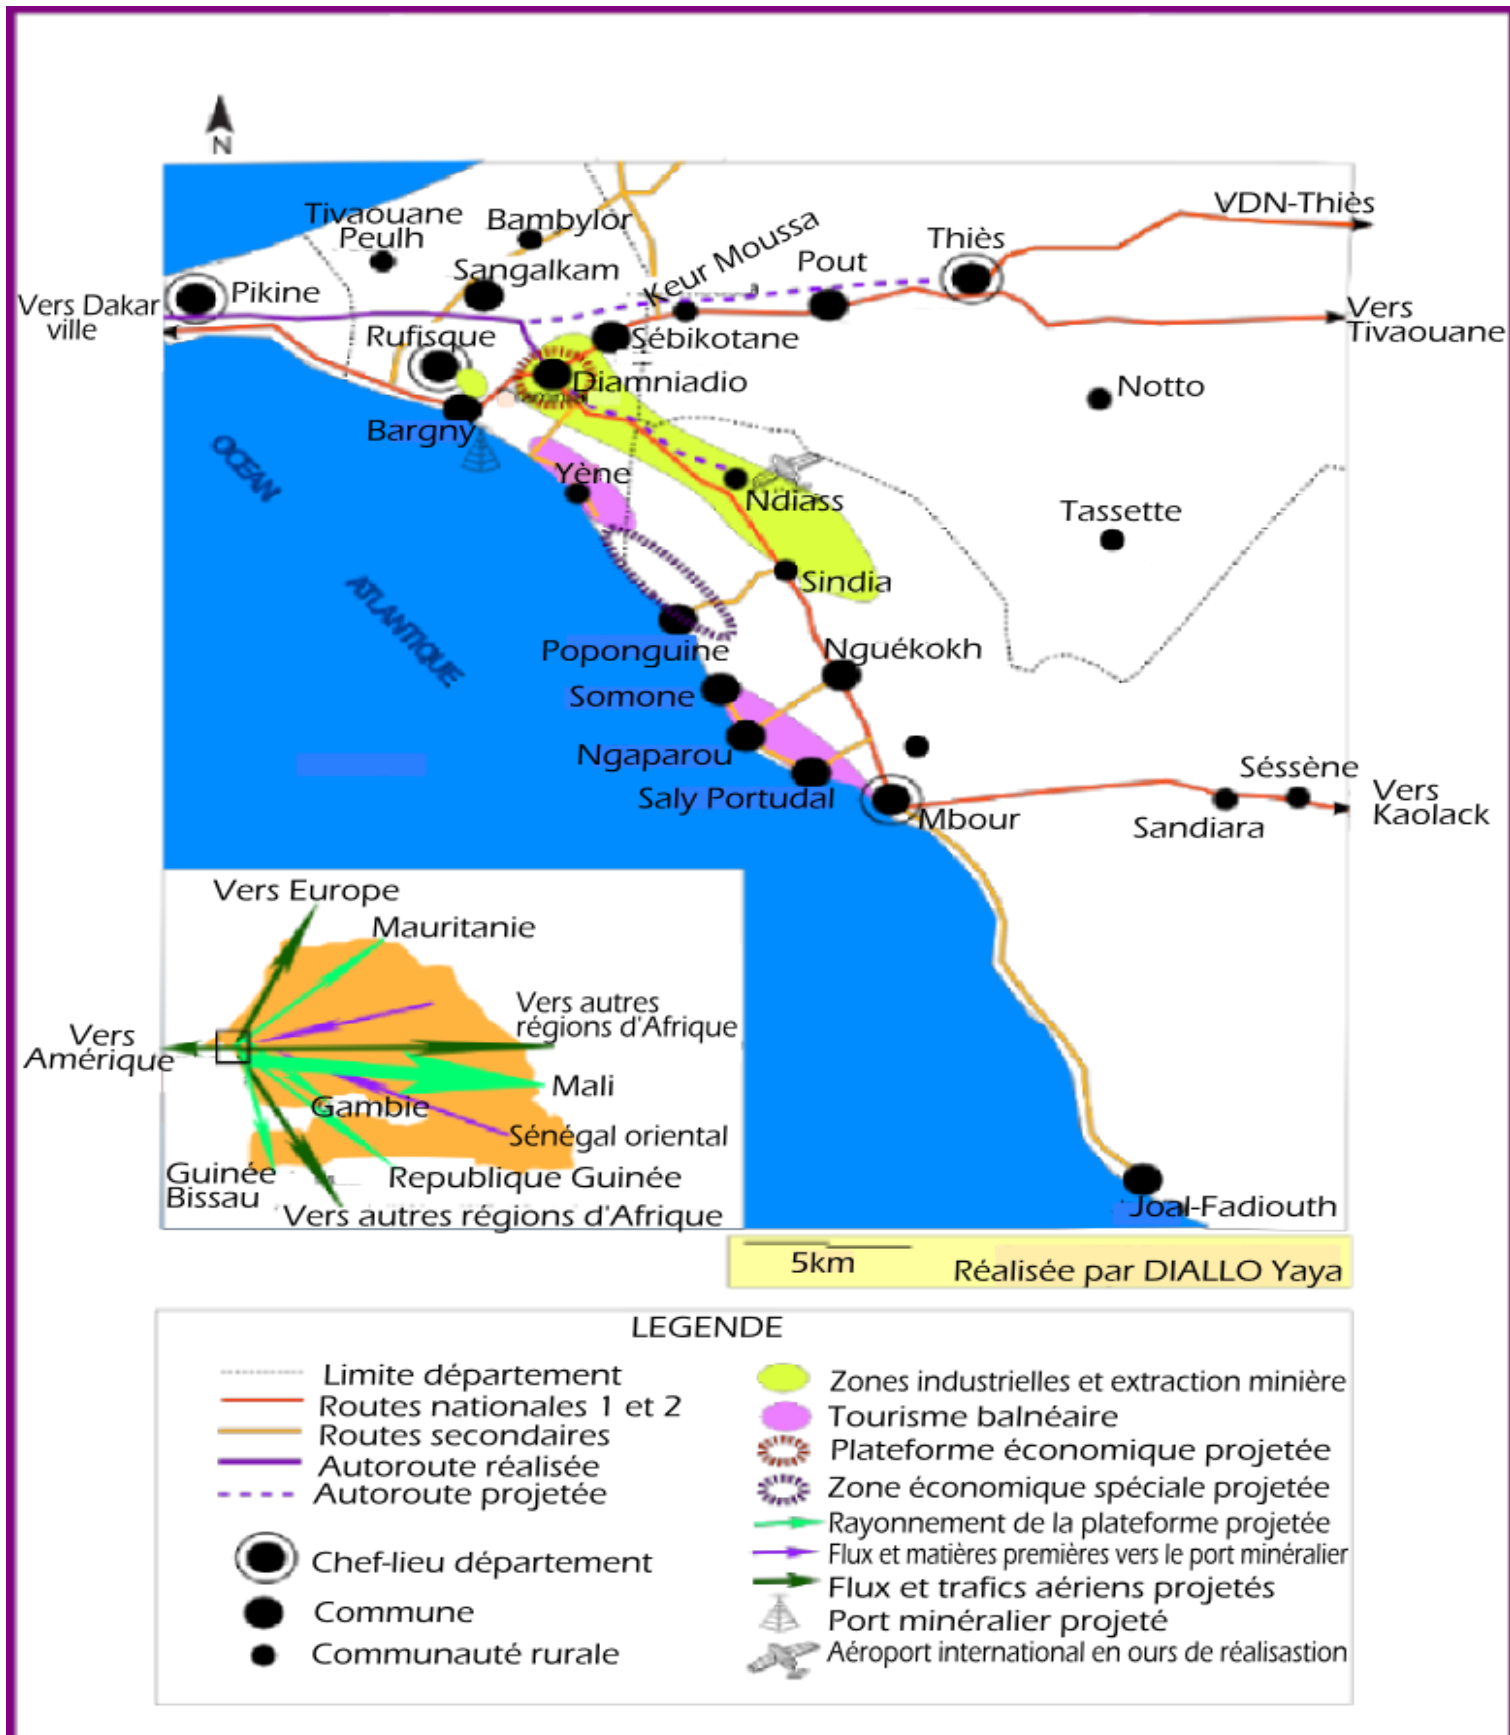 N
VDN-Thiès
Tivaouane
Peulh
Bambylor
Keur Moussa
Thiès
Pout
Sangalkam
Pikine
Vers Dakar
ville
Vers
Tivaouane
Rufisque
Sébikotane
Diamniadio
Notto
Bargny
OCÉAN
Yène
Ndiass
Tassette
Sindia
ATLANTIQUE
Poponguine
Nguékokh
Somone
Ngaparou
Séssène
Saly Portudal
Mbour
Sandiara
Vers
Kaolack
Vers Europe
Mauritanie
Vers autres
régions d'Afrique
Vers
Amérique
Mali
Gambie
Sénégal oriental
Guinée
Bissau
Republique Guinée
Vers autres régions d'Afrique
Joal-Fadiouth
5km
Réalisée par DIALLO Yaya
LEGENDE
Limite département
Routes nationales 1 et 2
Routes secondaires
Autoroute réalisée
Autoroute projetée
Chef-lieu département
Commune
Communauté rurale
Zones industrielles et extraction minière
Tourisme balnéaire
Plateforme économique projetée
Zone économique spéciale projetée
Rayonnement de la plateforme projetée
Flux et matières premières vers le port minéralier
Flux et trafics aériens projetés
Port minéralier projeté
Aéroport international en ours de réalisastion